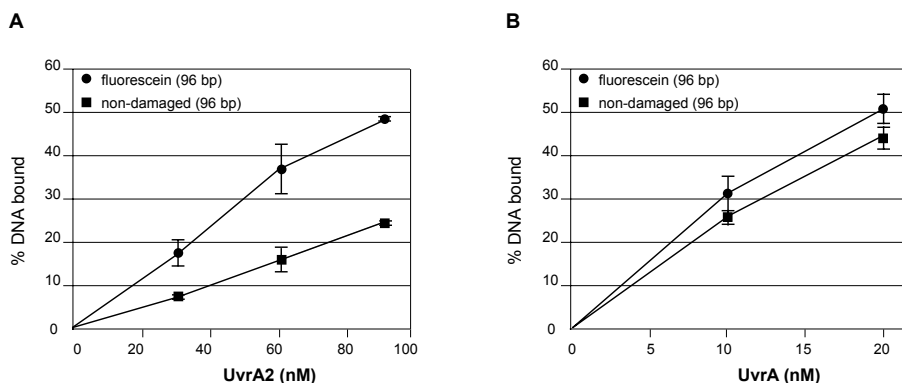 A
60
50
40
30
20
10
0
% DNA bound
fluorescein (96 bp)
non-damaged (96 bp)
0 20 40 60 80 100
UvrA2 (nM)
B
60
50
40
30
20
10
0
% DNA bound
fluorescein (96 bp)
non-damaged (96 bp)
0 5 10 15 20
UvrA (nM)